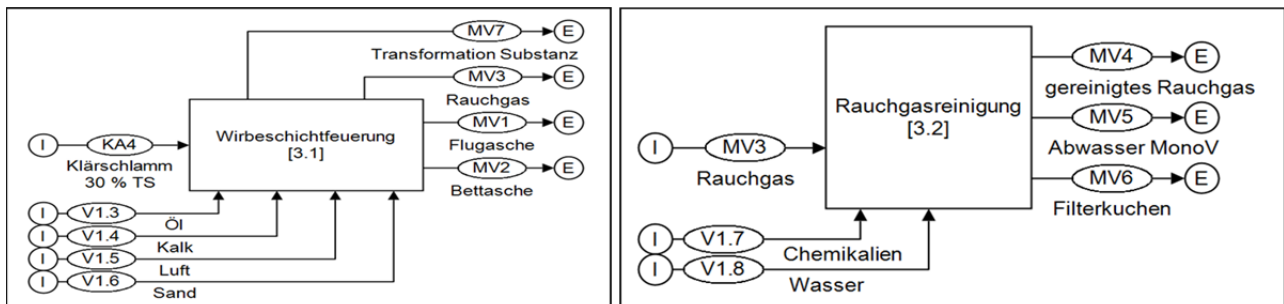 MV7
E
Transformation Substanz
MV3
E
Rauchgas
Wirbeschichtfeuerung
[3.1]
MV1
E
Flugasche
I
KA4
Klärschlamm
30 % TS
MV2
E
Bettasche
I
V1.3
Öl
I
V1.4
Kalk
I
V1.5
Luft
I
V1.6
Sand
Rauchgasreinigung
[3.2]
MV4
E
gereinigtes Rauchgas
I
MV3
Rauchgas
MV5
E
Abwasser MonoV
MV6
E
Filterkuchen
I
V1.7
Chemikalien
I
V1.8
Wasser